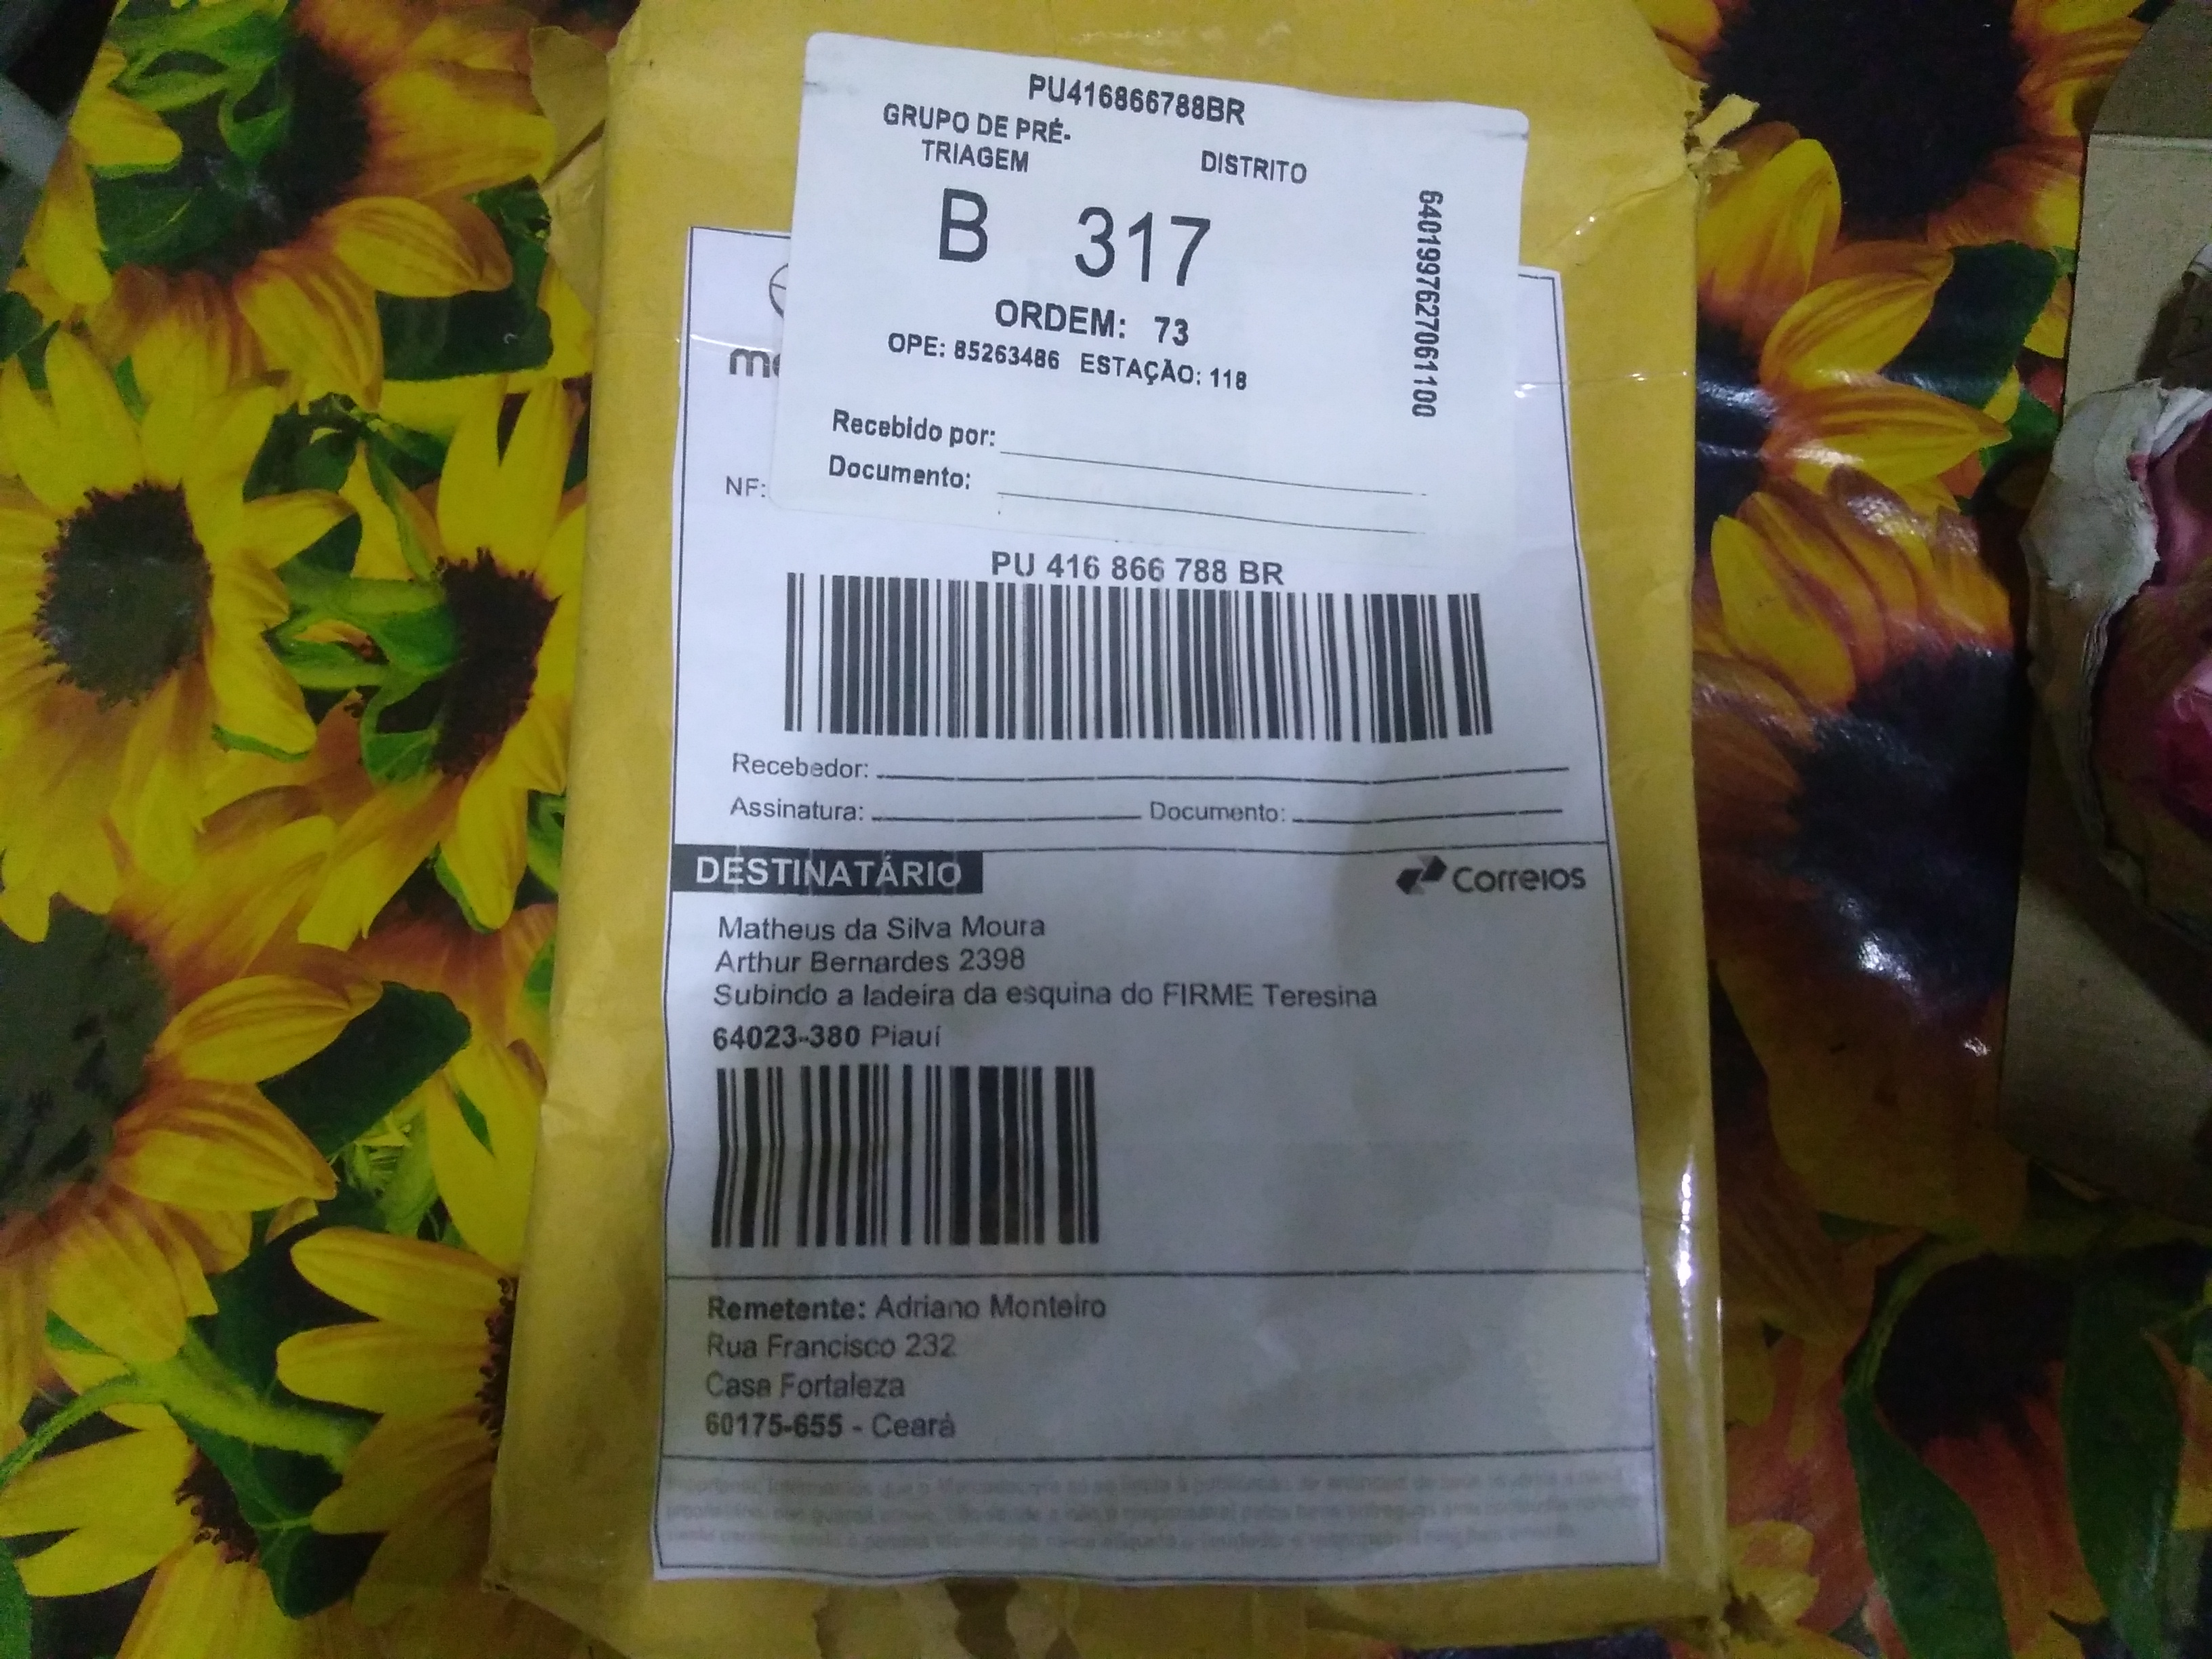 PU416866788BR
GRUPO DE PRÉ-
TRIAGEM
DISTRITO
B 317
ORDEM: 73
OPE: 85263486 ESTAÇÃO: 118
6401997627061100
Recebido por:
Documento:
me
NF:
PU 416 866 788 BR
Recebedor:
Assinatura: Documento:
DESTINATÁRIO
Correios
Matheus da Silva Moura
Arthur Bernardes 2398
Subindo a ladeira da esquina do FIRME Teresina
64023-380 Piauí
Remetente: Adriano Monteiro
Rua Francisco 232
Casa Fortaleza
60175-655 - Ceará